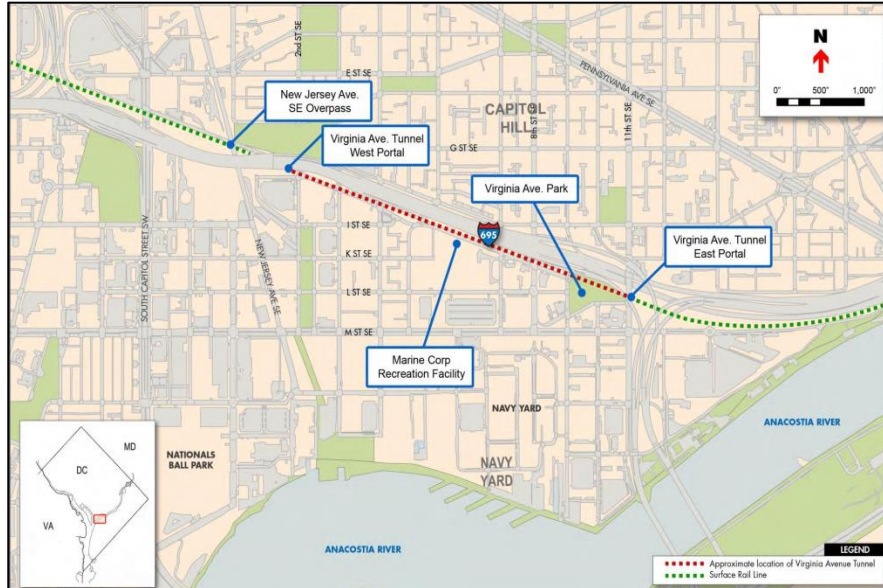 2nd ST SE
N
0' 500' 1,000'
PENNSYLVANIA AVE SE
E ST SE
New Jersey Ave.
SE Overpass
CAPITOL
HILL
8th ST SE
11th ST SE
Virginia Ave. Tunnel
West Portal
G ST SE
Virginia Ave. Park
I ST SE
695
Virginia Ave. Tunnel
East Portal
K ST SE
SOUTH CAPITOL STREET SW
NEW JERSEY AVE SE
L ST SE
M ST SE
Marine Corp
Recreation Facility
NAVY YARD
ANACOSTIA RIVER
NATIONALS
BALL PARK
NAVY
YARD
MD
DC
VA
ANACOSTIA RIVER
LEGEND
Approximate location of Virginia Avenue Tunnel
Surface Rail Line